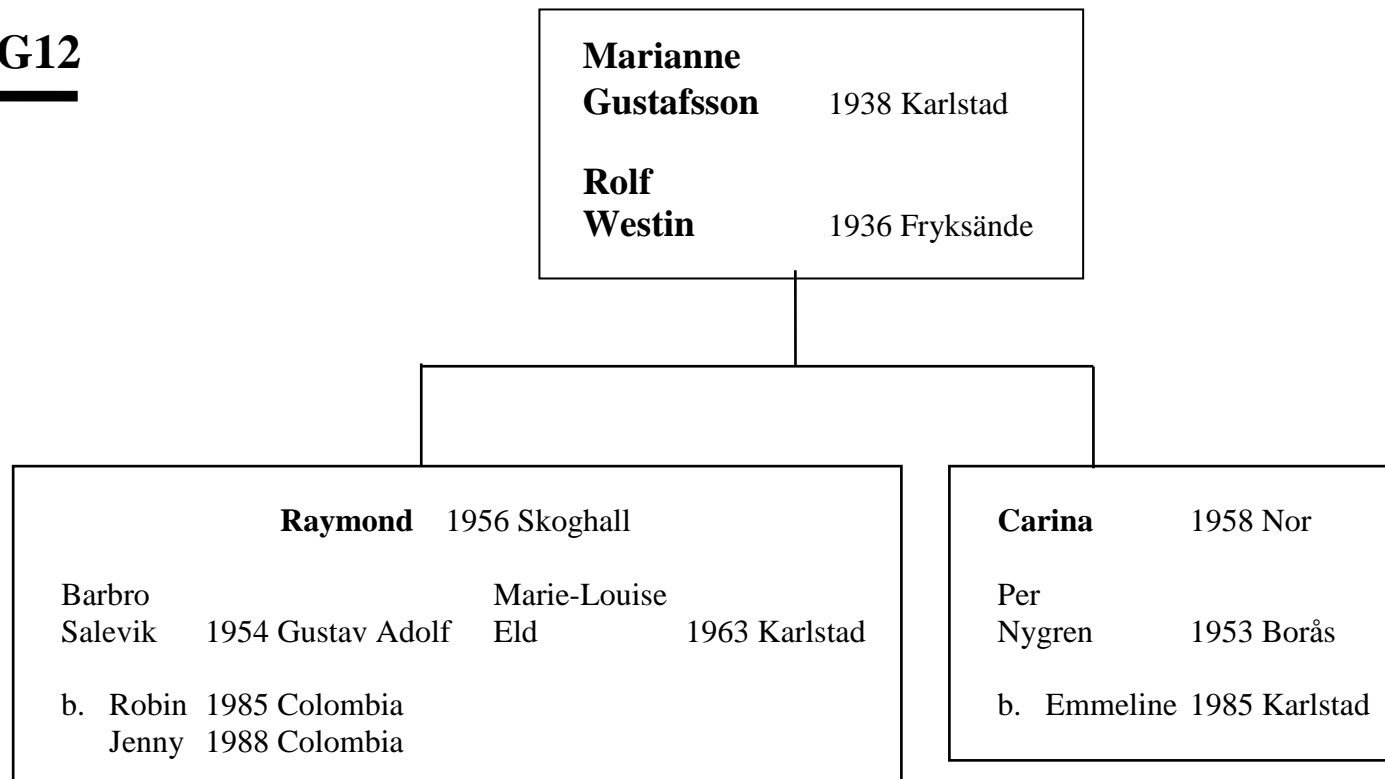 G12
Marianne
Gustafsson 1938 Karlstad
Rolf
Westin 1936 Fryksände
Raymond 1956 Skoghall
Barbro
Salevik 1954 Gustav Adolf
Marie-Louise
Eld 1963 Karlstad
b. Robin 1985 Colombia
Jenny 1988 Colombia
Carina 1958 Nor
Per
Nygren 1953 Borås
b. Emmeline 1985 Karlstad